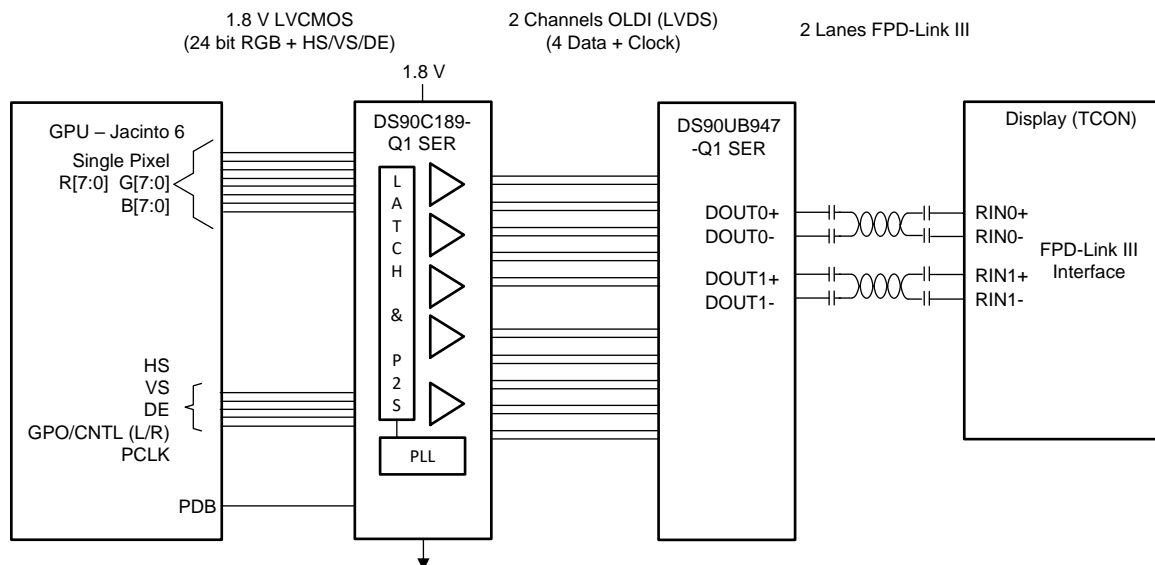 1.8 V LVCMOS
(24 bit RGB + HS/VS/DE)
2 Channels OLDI (LVDS)
(4 Data + Clock)
2 Lanes FPD-Link III
1.8 V
GPU – Jacinto 6
Single Pixel
R[7:0] G[7:0]
B[7:0]
HS
VS
DE
GPO/CNTL (L/R)
PCLK
PDB
DS90C189-
Q1 SER
L
A
T
C
H
&
P
2
S
PLL
DS90UB947
-Q1 SER
DOUT0+
DOUT0-
DOUT1+
DOUT1-
Display (TCON)
RIN0+
RIN0-
FPD-Link III
Interface
RIN1+
RIN1-